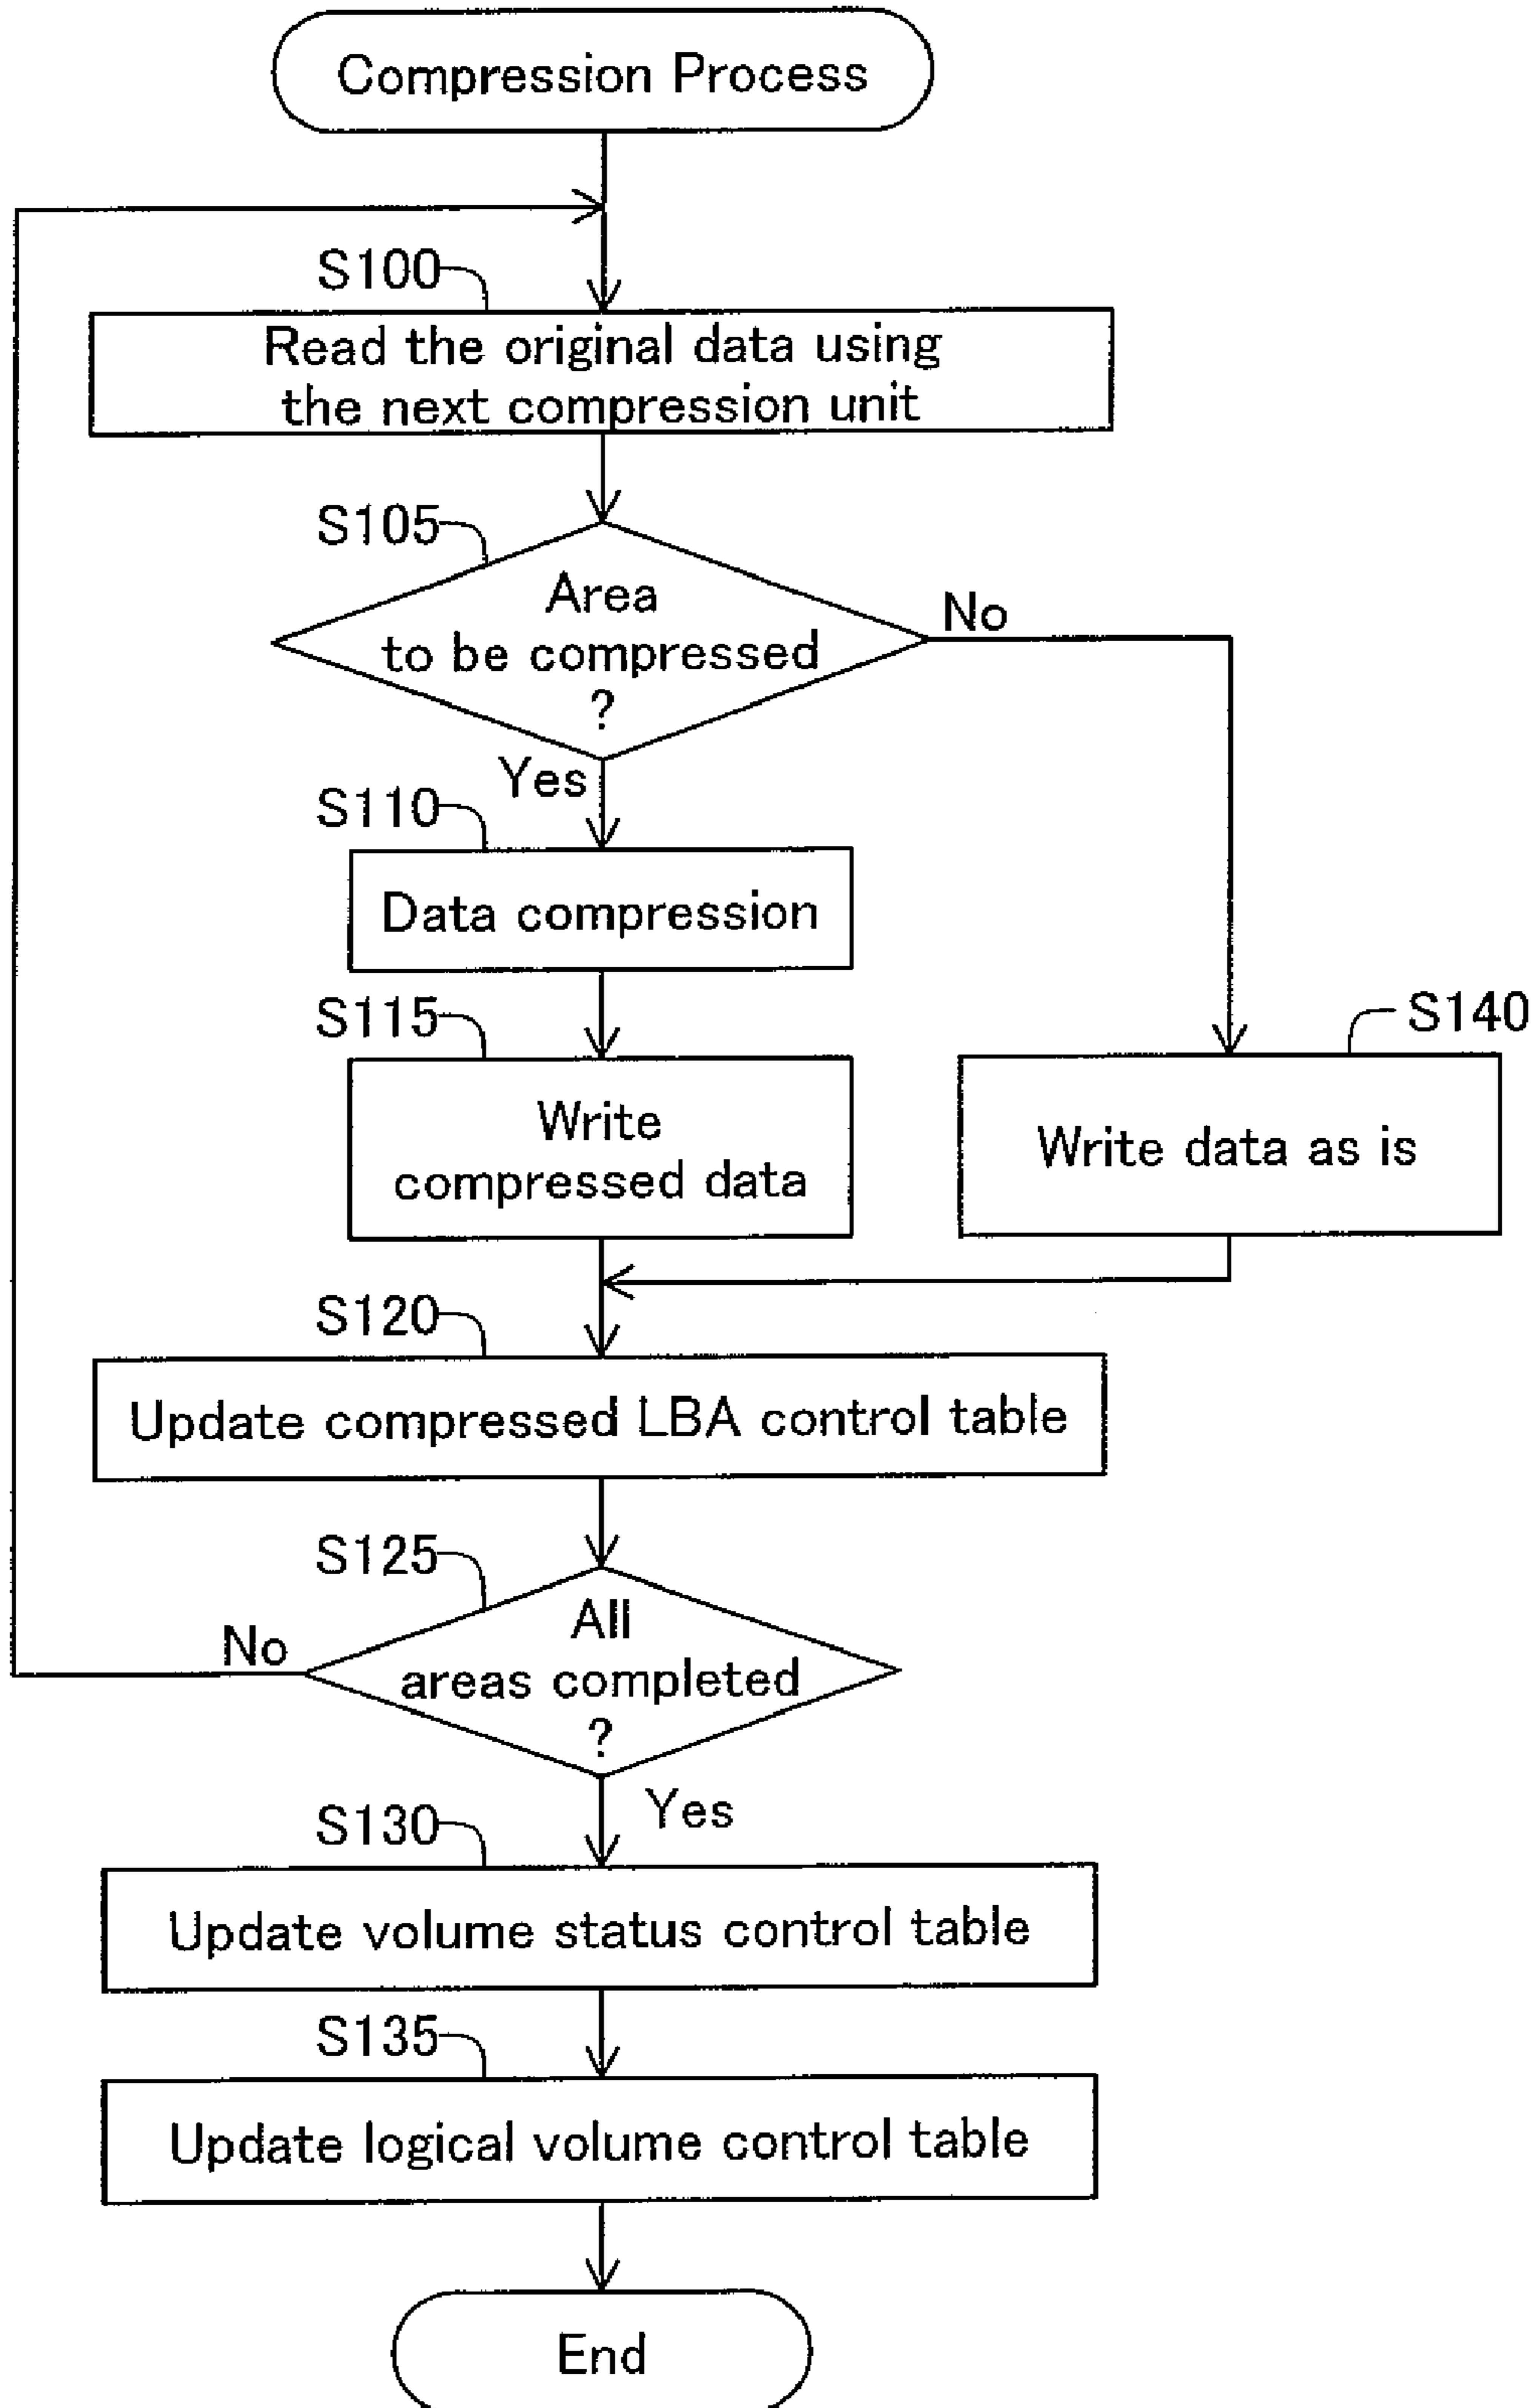 Compression Process
S100
Read the original data using
the next compression unit
S105
Area
to be compressed
?
No
Yes
S110
Data compression
S115
Write
compressed data
S140
Write data as is
S120
Update compressed LBA control table
S125
All
areas completed
?
No
Yes
S130
Update volume status control table
S135
Update logical volume control table
End